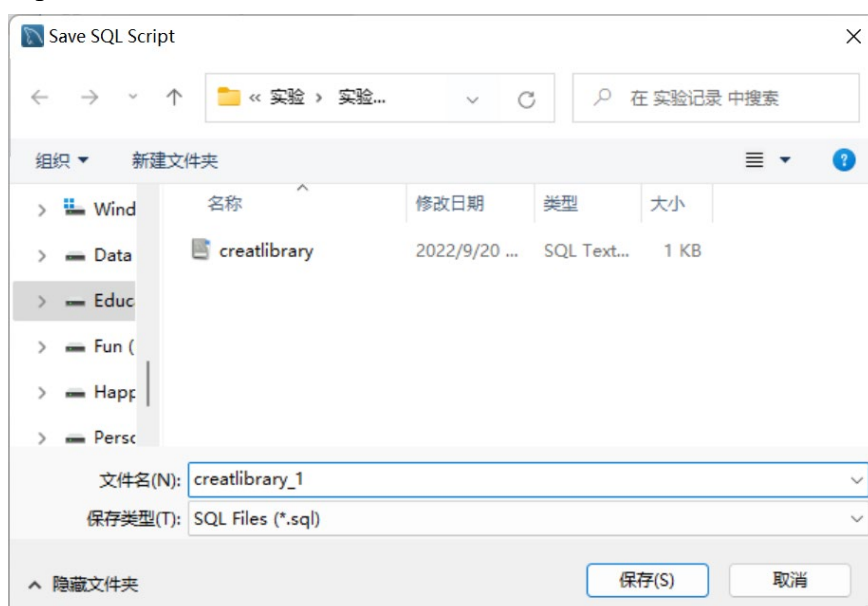 Save SQL Script
« 实验 › 实验...
在 实验记录 中搜索
组织
新建文件夹
名称 修改日期 类型 大小
Wind
Data
Educ
Fun (
Happ
Perso
creatlibrary 2022/9/20 ... SQL Text... 1 KB
文件名(N): creatlibrary_1
保存类型(T): SQL Files (*.sql)
隐藏文件夹
保存(S)
取消